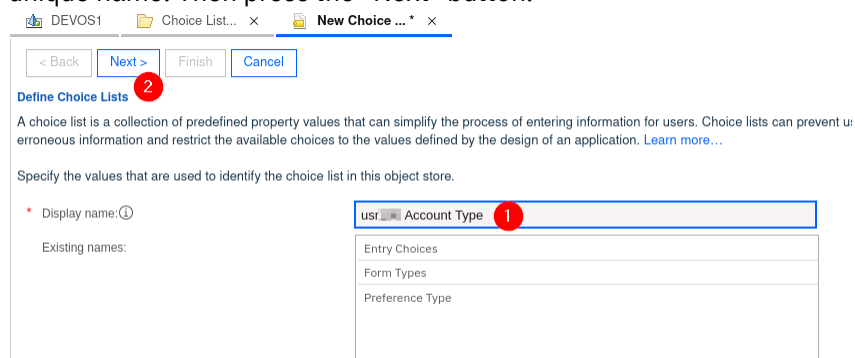 unique name. Then press the "Next" button.
DEVOS1 Choice List... × New Choice ... * ×
< Back Next > Finish Cancel
2
Define Choice Lists
A choice list is a collection of predefined property values that can simplify the process of entering information for users. Choice lists can prevent
erroneous information and restrict the available choices to the values defined by the design of an application. Learn more…
Specify the values that are used to identify the choice list in this object store.
* Display name: usr Account Type 1
Existing names: Entry Choices
Form Types
Preference Type